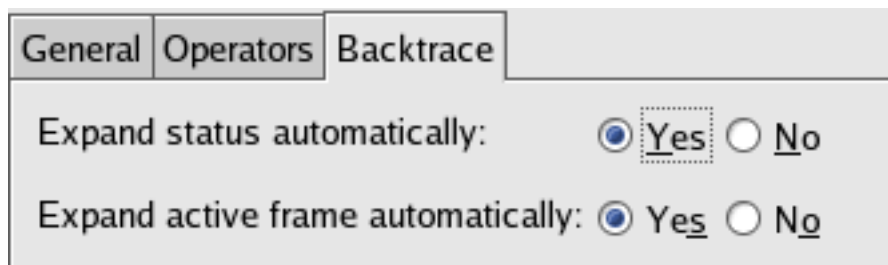 General Operators Backtrace
Expand status automatically: Yes No
Expand active frame automatically: Yes No